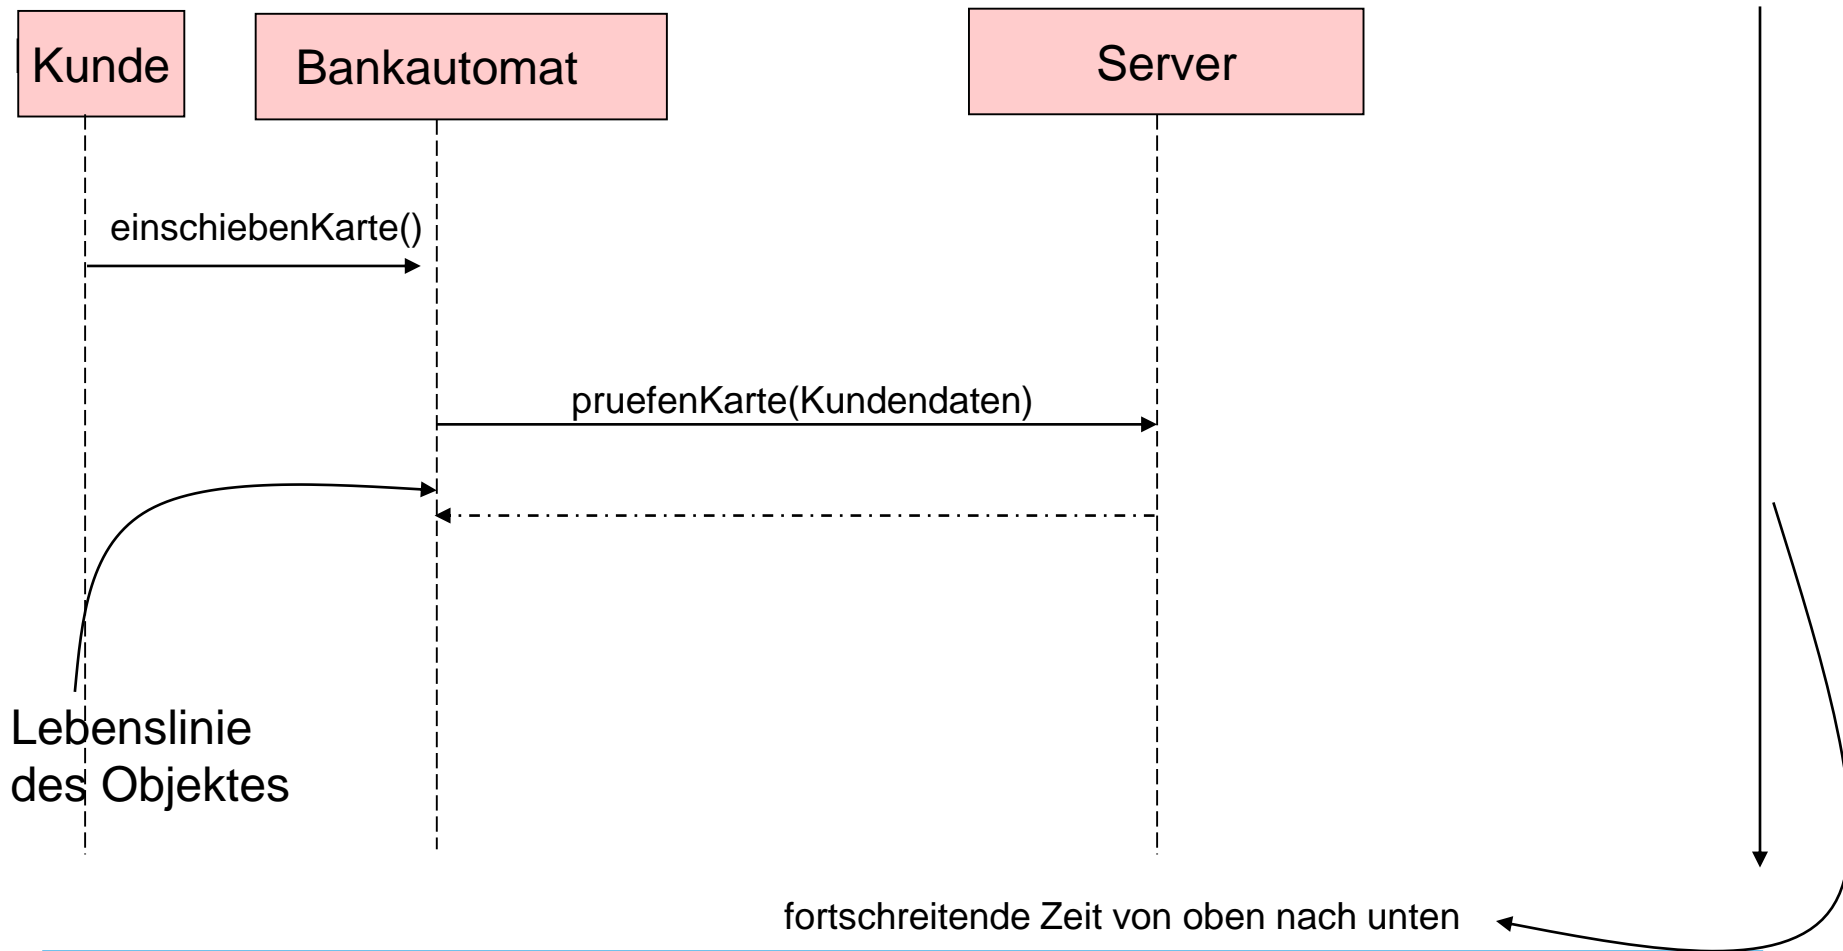 Kunde
Bankautomat
Server
einschiebenKarte()
pruefenKarte(Kundendaten)
Lebenslinie
des Objektes
fortschreitende Zeit von oben nach unten